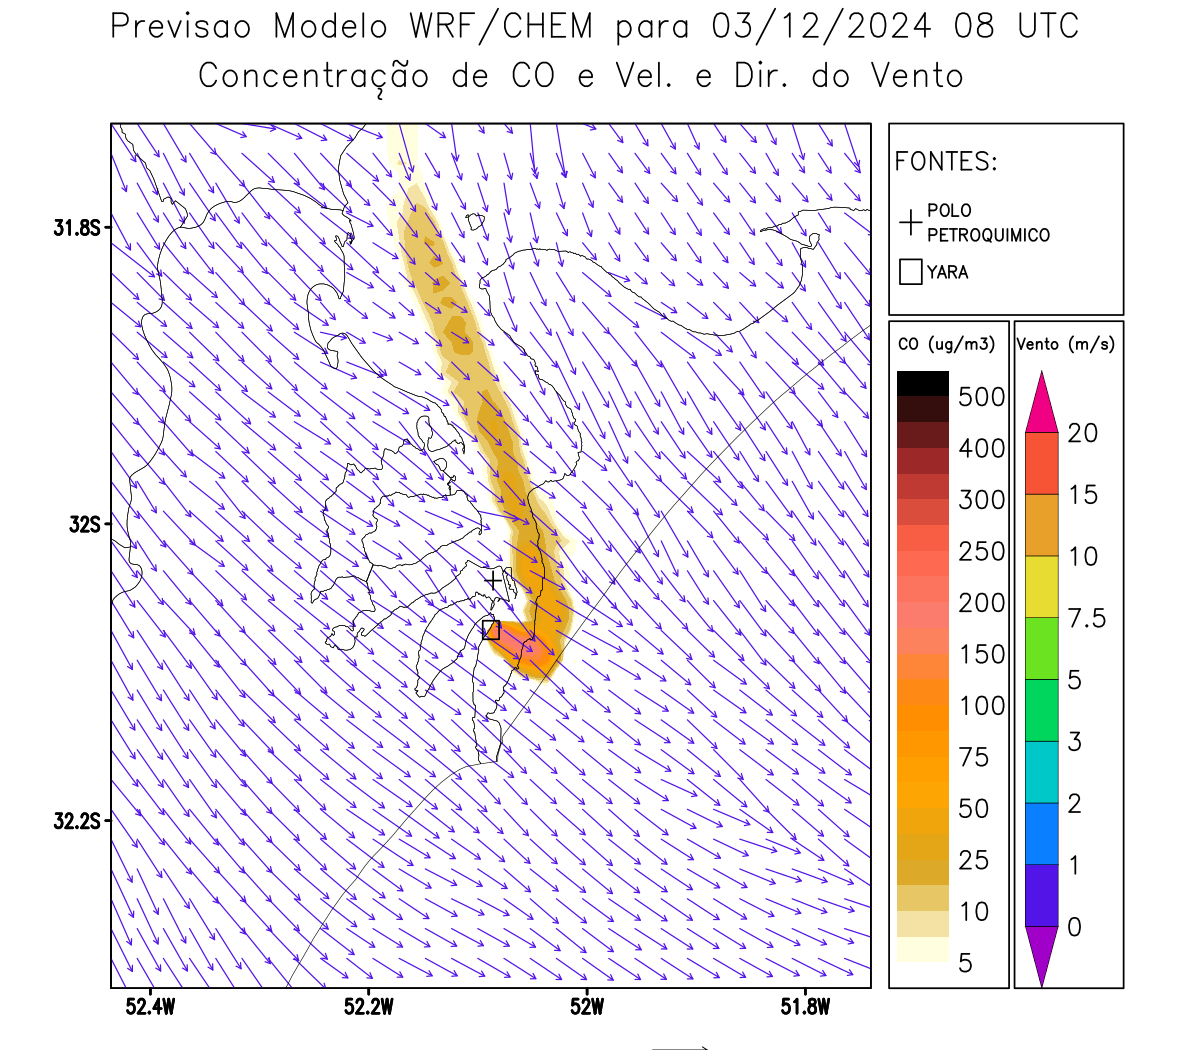 Previsao Modelo WRF/CHEM para 03/12/2024 08 UTC
Concentração de CO e Vel. e Dir. do Vento
FONTES:
POLO
PETROQUIMICO
YARA
CO (ug/m3)
500
400
300
250
200
150
100
75
50
25
10
5
Vento (m/s)
20
15
10
7.5
5
3
2
1
0
31.8S
32S
32.2S
52.4W
52.2W
52W
51.8W